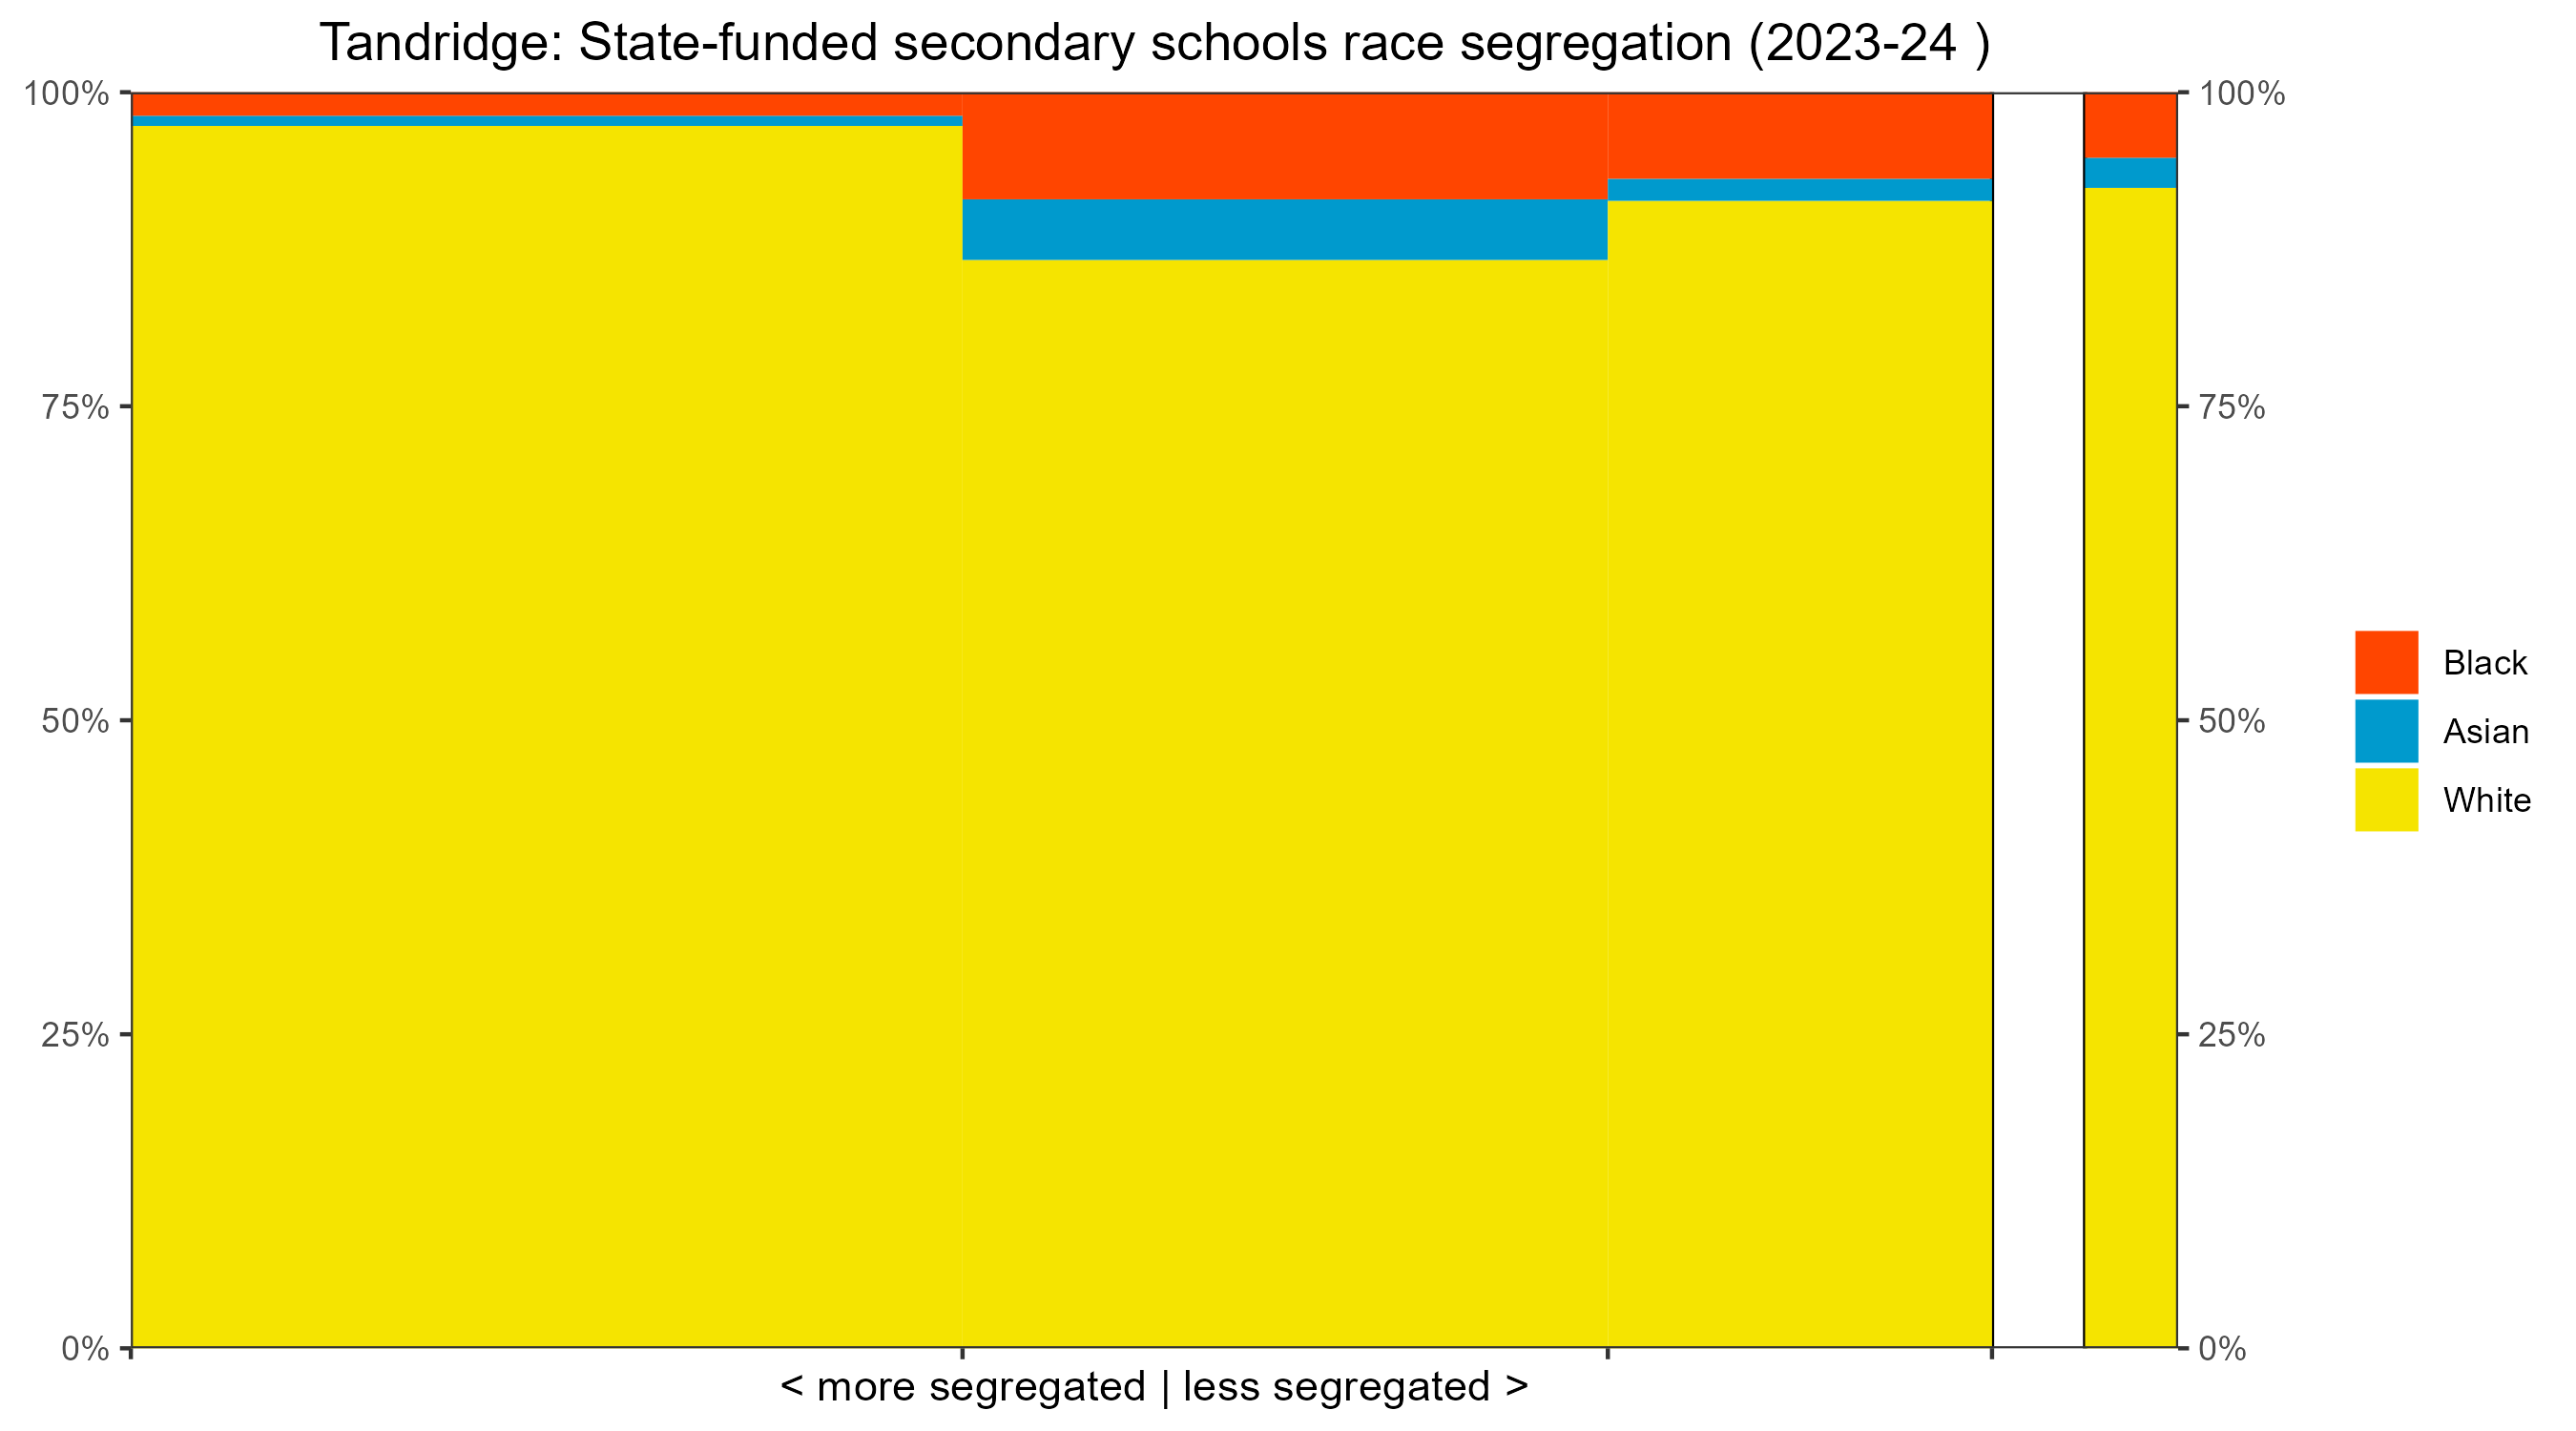 Tandridge: State-funded secondary schools race segregation (2023-24 )
100%
75%
50%
25%
0%
100%
75%
50%
25%
0%
Black
Asian
White
< more segregated | less segregated >